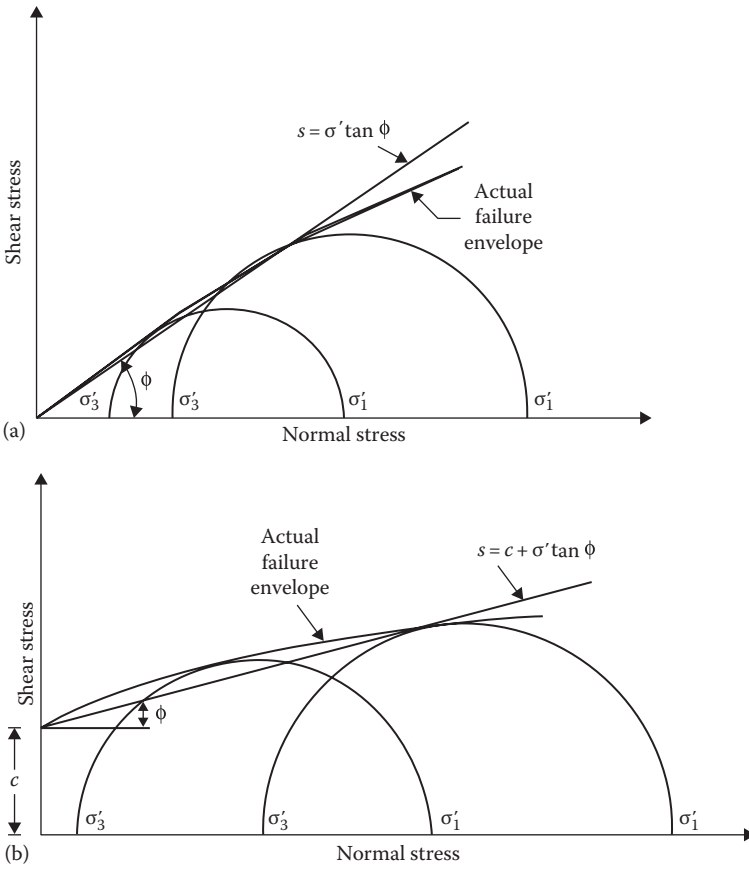 s = σ′ tan ϕ
Actual
failure
envelope
Shear stress
ϕ
σ′3
σ′3
σ′1
σ′1
(a)
Normal stress
Actual
failure
envelope
s = c + σ′ tan ϕ
Shear stress
ϕ
c
σ′3
σ′3
σ′1
σ′1
(b)
Normal stress